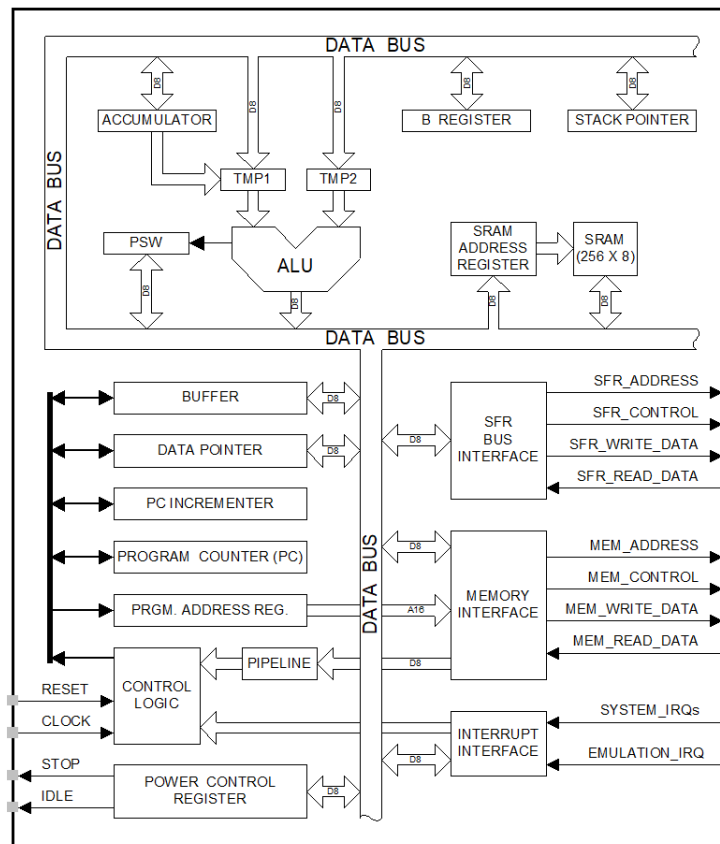 DATA BUS
D8
D8
D8
D8
D8
ACCUMULATOR
B REGISTER
STACK POINTER
DATA BUS
TMP1
TMP2
PSW
ALU
SRAM
ADDRESS
REGISTER
SRAM
(256 X 8)
D8
D8
D8
D8
DATA BUS
BUFFER
D8
DATA POINTER
D8
PC INCREMENTER
PROGRAM COUNTER (PC)
PRGM. ADDRESS REG.
A16
DATA BUS
D8
SFR
BUS
INTERFACE
SFR_ADDRESS
SFR_CONTROL
SFR_WRITE_DATA
SFR_READ_DATA
D8
MEMORY
INTERFACE
MEM_ADDRESS
MEM_CONTROL
MEM_WRITE_DATA
MEM_READ_DATA
CONTROL
LOGIC
PIPELINE
D8
RESET
CLOCK
INTERRUPT
INTERFACE
SYSTEM_IRQs
EMULATION_IRQ
D8
STOP
IDLE
POWER CONTROL
REGISTER
D8